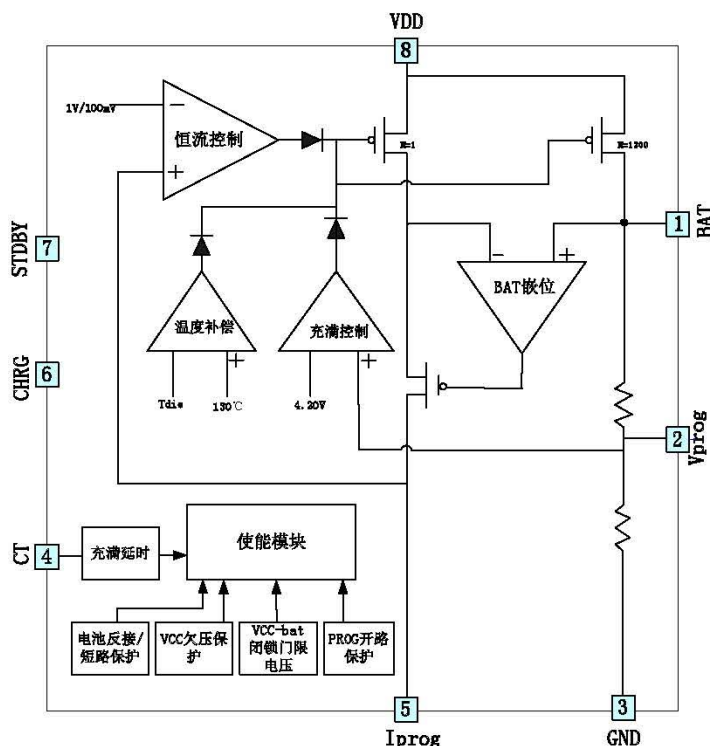 VDD
8
1V/100mV
−
恒流控制
+
M=1
M=1200
1
BAT
STDBY
7
−
+
BAT嵌位
温度补偿
+
充满控制
+
CHRG
6
Tdie
130℃
4.20V
2
Vprog
CT
4
充满延时
使能模块
电池反接/
短路保护
VCC欠压保
护
VCC-bat
闭锁门限
电压
PROG开路
保护
5
Iprog
3
GND